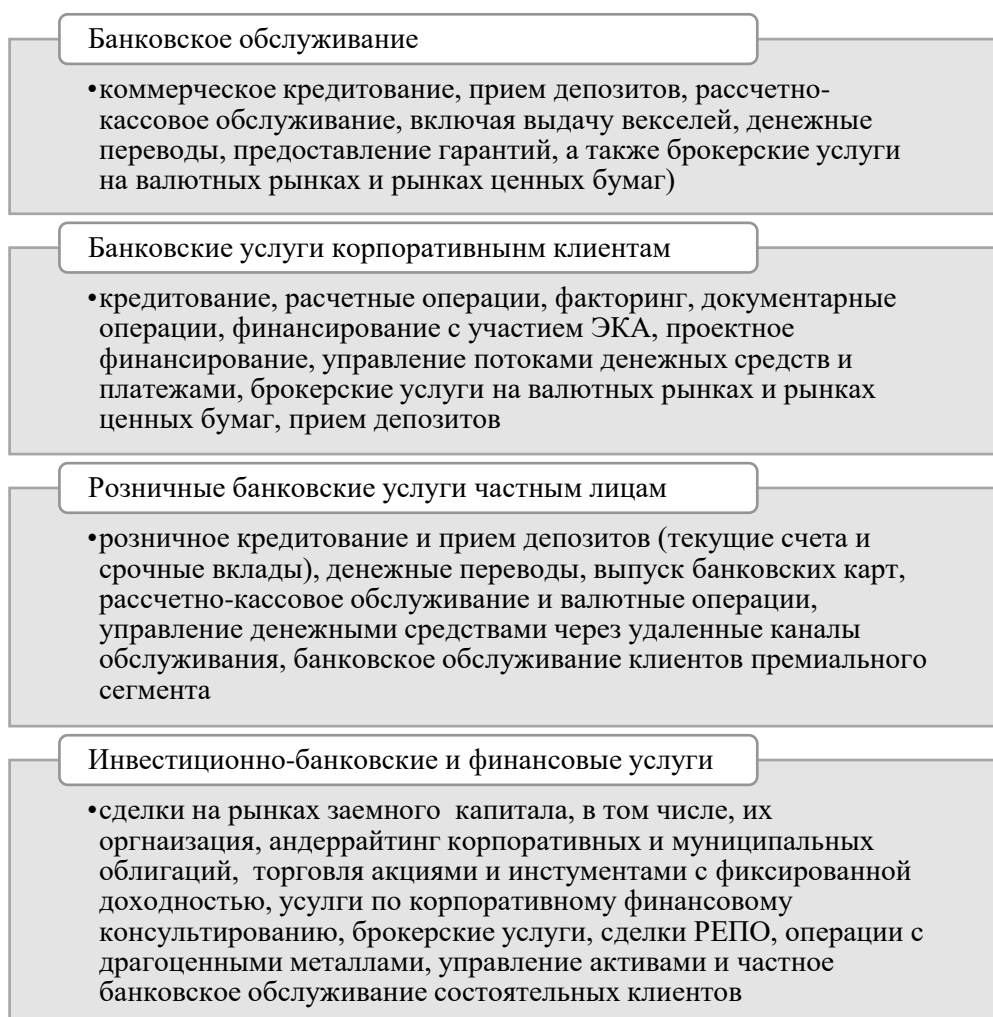 Банковское обслуживание
•коммерческое кредитование, прием депозитов, рассчетно-
кассовое обслуживание, включая выдачу векселей, денежные
переводы, предоставление гарантий, а также брокерские услуги
на валютных рынках и рынках ценных бумаг)
Банковские услуги корпоративнынм клиентам
•кредитование, расчетные операции, факторинг, документарные
операции, финансирование с участием ЭКА, проектное
финансирование, управление потоками денежных средств и
платежами, брокерские услуги на валютных рынках и рынках
ценных бумаг, прием депозитов
Розничные банковские услуги частным лицам
•розничное кредитование и прием депозитов (текущие счета и
срочные вклады), денежные переводы, выпуск банковских карт,
рассчетно-кассовое обслуживание и валютные операции,
управление денежными средствами через удаленные каналы
обслуживания, банковское обслуживание клиентов премиального
сегмента
Инвестиционно-банковские и финансовые услуги
•сделки на рынках заемного  капитала, в том числе, их
оргнаизация, андеррайтинг корпоративных и муниципальных
облигаций,  торговля акциями и инстументами с фиксированной
доходностью, усулги по корпоративному финансовому
консультированию, брокерские услуги, сделки РЕПО, операции с
драгоценными металлами, управление активами и частное
банковское обслуживание состоятельных клиентов